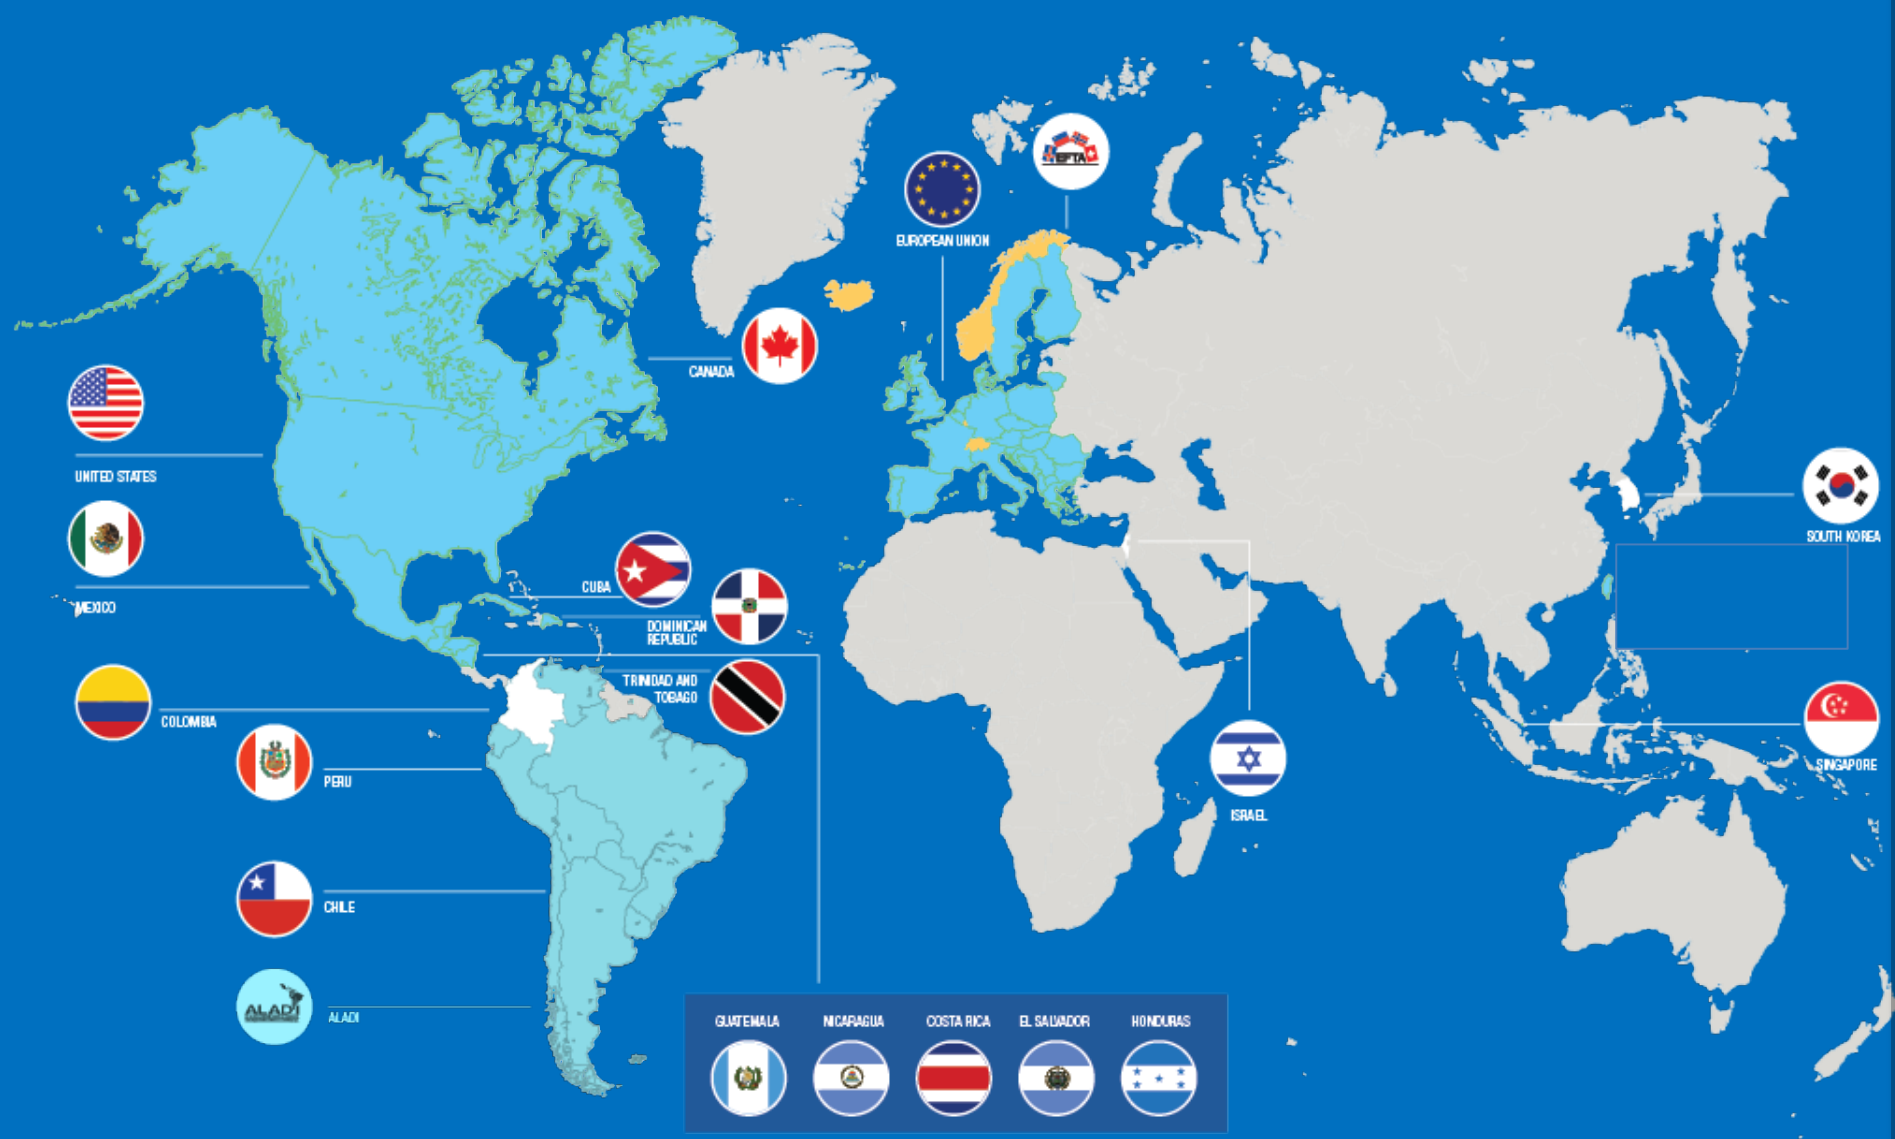 EFTA
EUROPEAN UNION
CANADA
UNITED STATES
MEXICO
CUBA
DOMINICAN
REPUBLIC
TRINIDAD AND
TOBAGO
COLOMBIA
PERU
CHILE
ALADI
ALADI
SOUTH KOREA
SINGAPORE
ISRAEL
GUATEMALA NICARAGUA COSTA RICA EL SALVADOR HONDURAS